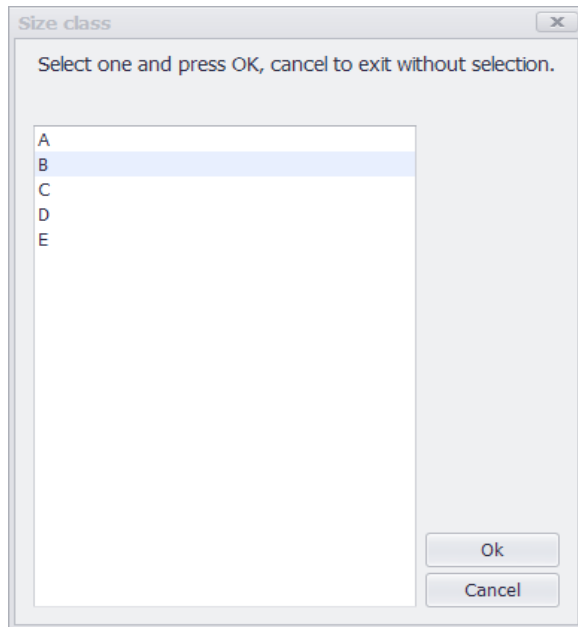 Size class
Select one and press OK, cancel to exit without selection.
A
B
C
D
E
Ok
Cancel